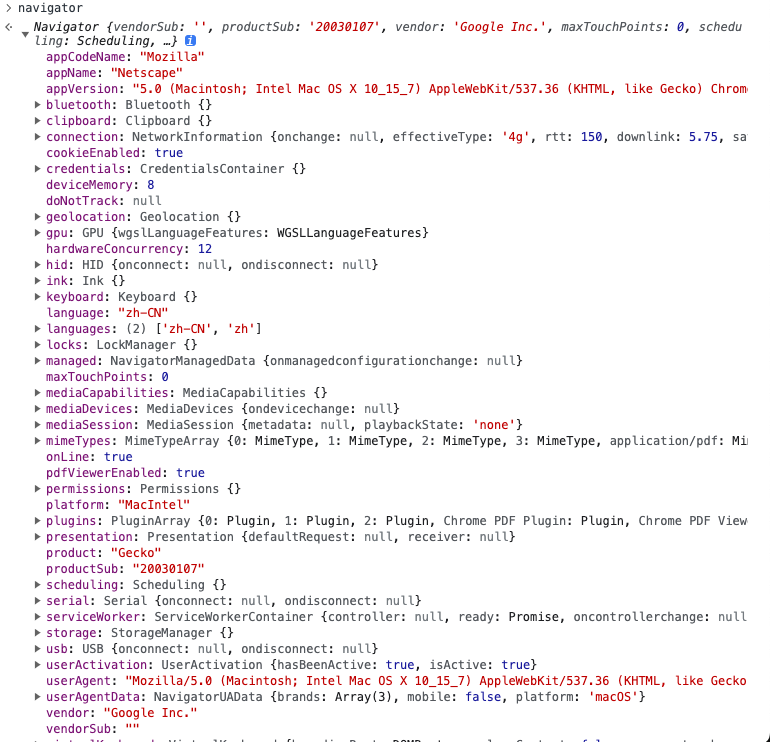 navigator
Navigator {vendorSub: '', productSub: '20030107', vendor: 'Google Inc.', maxTouchPoints: 0, schedu
ling: Scheduling, …}
appCodeName: "Mozilla"
appName: "Netscape"
appVersion: "5.0 (Macintosh; Intel Mac OS X 10_15_7) AppleWebKit/537.36 (KHTML, like Gecko) Chrom
bluetooth: Bluetooth {}
clipboard: Clipboard {}
connection: NetworkInformation {onchange: null, effectiveType: '4g', rtt: 150, downlink: 5.75, sa
cookieEnabled: true
credentials: CredentialsContainer {}
deviceMemory: 8
doNotTrack: null
geolocation: Geolocation {}
gpu: GPU {wgslLanguageFeatures: WGSLLanguageFeatures}
hardwareConcurrency: 12
hid: HID {onconnect: null, ondisconnect: null}
ink: Ink {}
keyboard: Keyboard {}
language: "zh-CN"
languages: (2) ['zh-CN', 'zh']
locks: LockManager {}
managed: NavigatorManagedData {onmanagedconfigurationchange: null}
maxTouchPoints: 0
mediaCapabilities: MediaCapabilities {}
mediaDevices: MediaDevices {ondevicechange: null}
mediaSession: MediaSession {metadata: null, playbackState: 'none'}
mimeTypes: MimeTypeArray {0: MimeType, 1: MimeType, 2: MimeType, 3: MimeType, application/pdf: Mi
onLine: true
pdfViewerEnabled: true
permissions: Permissions {}
platform: "MacIntel"
plugins: PluginArray {0: Plugin, 1: Plugin, 2: Plugin, Chrome PDF Plugin: Plugin, Chrome PDF View
presentation: Presentation {defaultRequest: null, receiver: null}
product: "Gecko"
productSub: "20030107"
scheduling: Scheduling {}
serial: Serial {onconnect: null, ondisconnect: null}
serviceWorker: ServiceWorkerContainer {controller: null, ready: Promise, oncontrollerchange: null
storage: StorageManager {}
usb: USB {onconnect: null, ondisconnect: null}
userActivation: UserActivation {hasBeenActive: true, isActive: true}
userAgent: "Mozilla/5.0 (Macintosh; Intel Mac OS X 10_15_7) AppleWebKit/537.36 (KHTML, like Gecko
userAgentData: NavigatorUAData {brands: Array(3), mobile: false, platform: 'macOS'}
vendor: "Google Inc."
vendorSub: ""